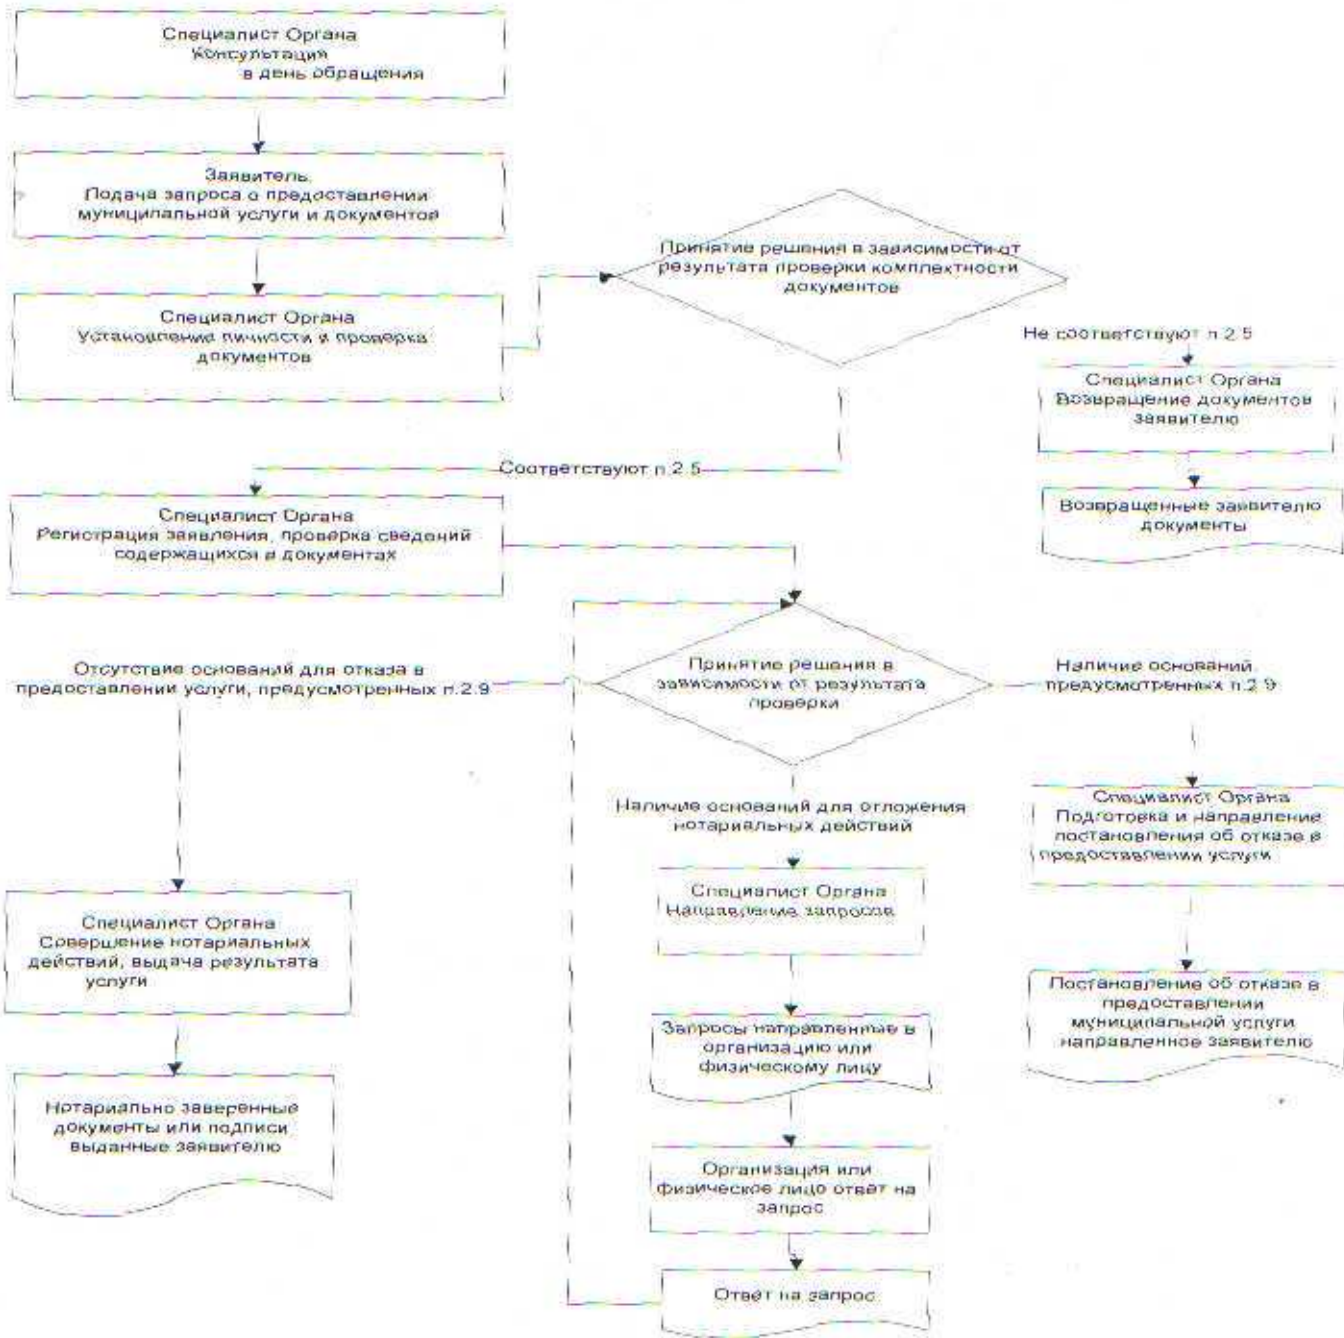 Специалист Органа
Консультация
в день обращения
Заявитель
Подача запроса о предоставлении
муниципальной услуги и документов
Специалист Органа
Установление личности и проверка
документов
Принятие решения в зависимости от
результата проверки комплектности
документов
Не соответствуют п.2.5
Специалист Органа
Возвращение документов
заявителю
Возвращенные заявителю
документы
Соответствуют п.2.5
Специалист Органа
Регистрация заявления, проверка сведений
содержащихся в документах
Принятие решения в
зависимости от результата
проверки
Отсутствие оснований для отказа в
предоставлении услуги, предусмотренных п.2.9
Специалист Органа
Совершение нотариальных
действий, выдача результата
услуги
Нотариально заверенные
документы или подписи
выданные заявителю
Наличие оснований для отложения
нотариальных действий
Специалист Органа
Направление запросов
Запросы направленные в
организацию или
физическому лицу
Организация или
физическое лицо ответ на
запрос
Ответ на запрос
Наличие оснований,
предусмотренных п.2.9
Специалист Органа
Подготовка и направление
постановления об отказе в
предоставлении услуги
Постановление об отказе в
предоставлении
муниципальной услуги
направленное заявителю